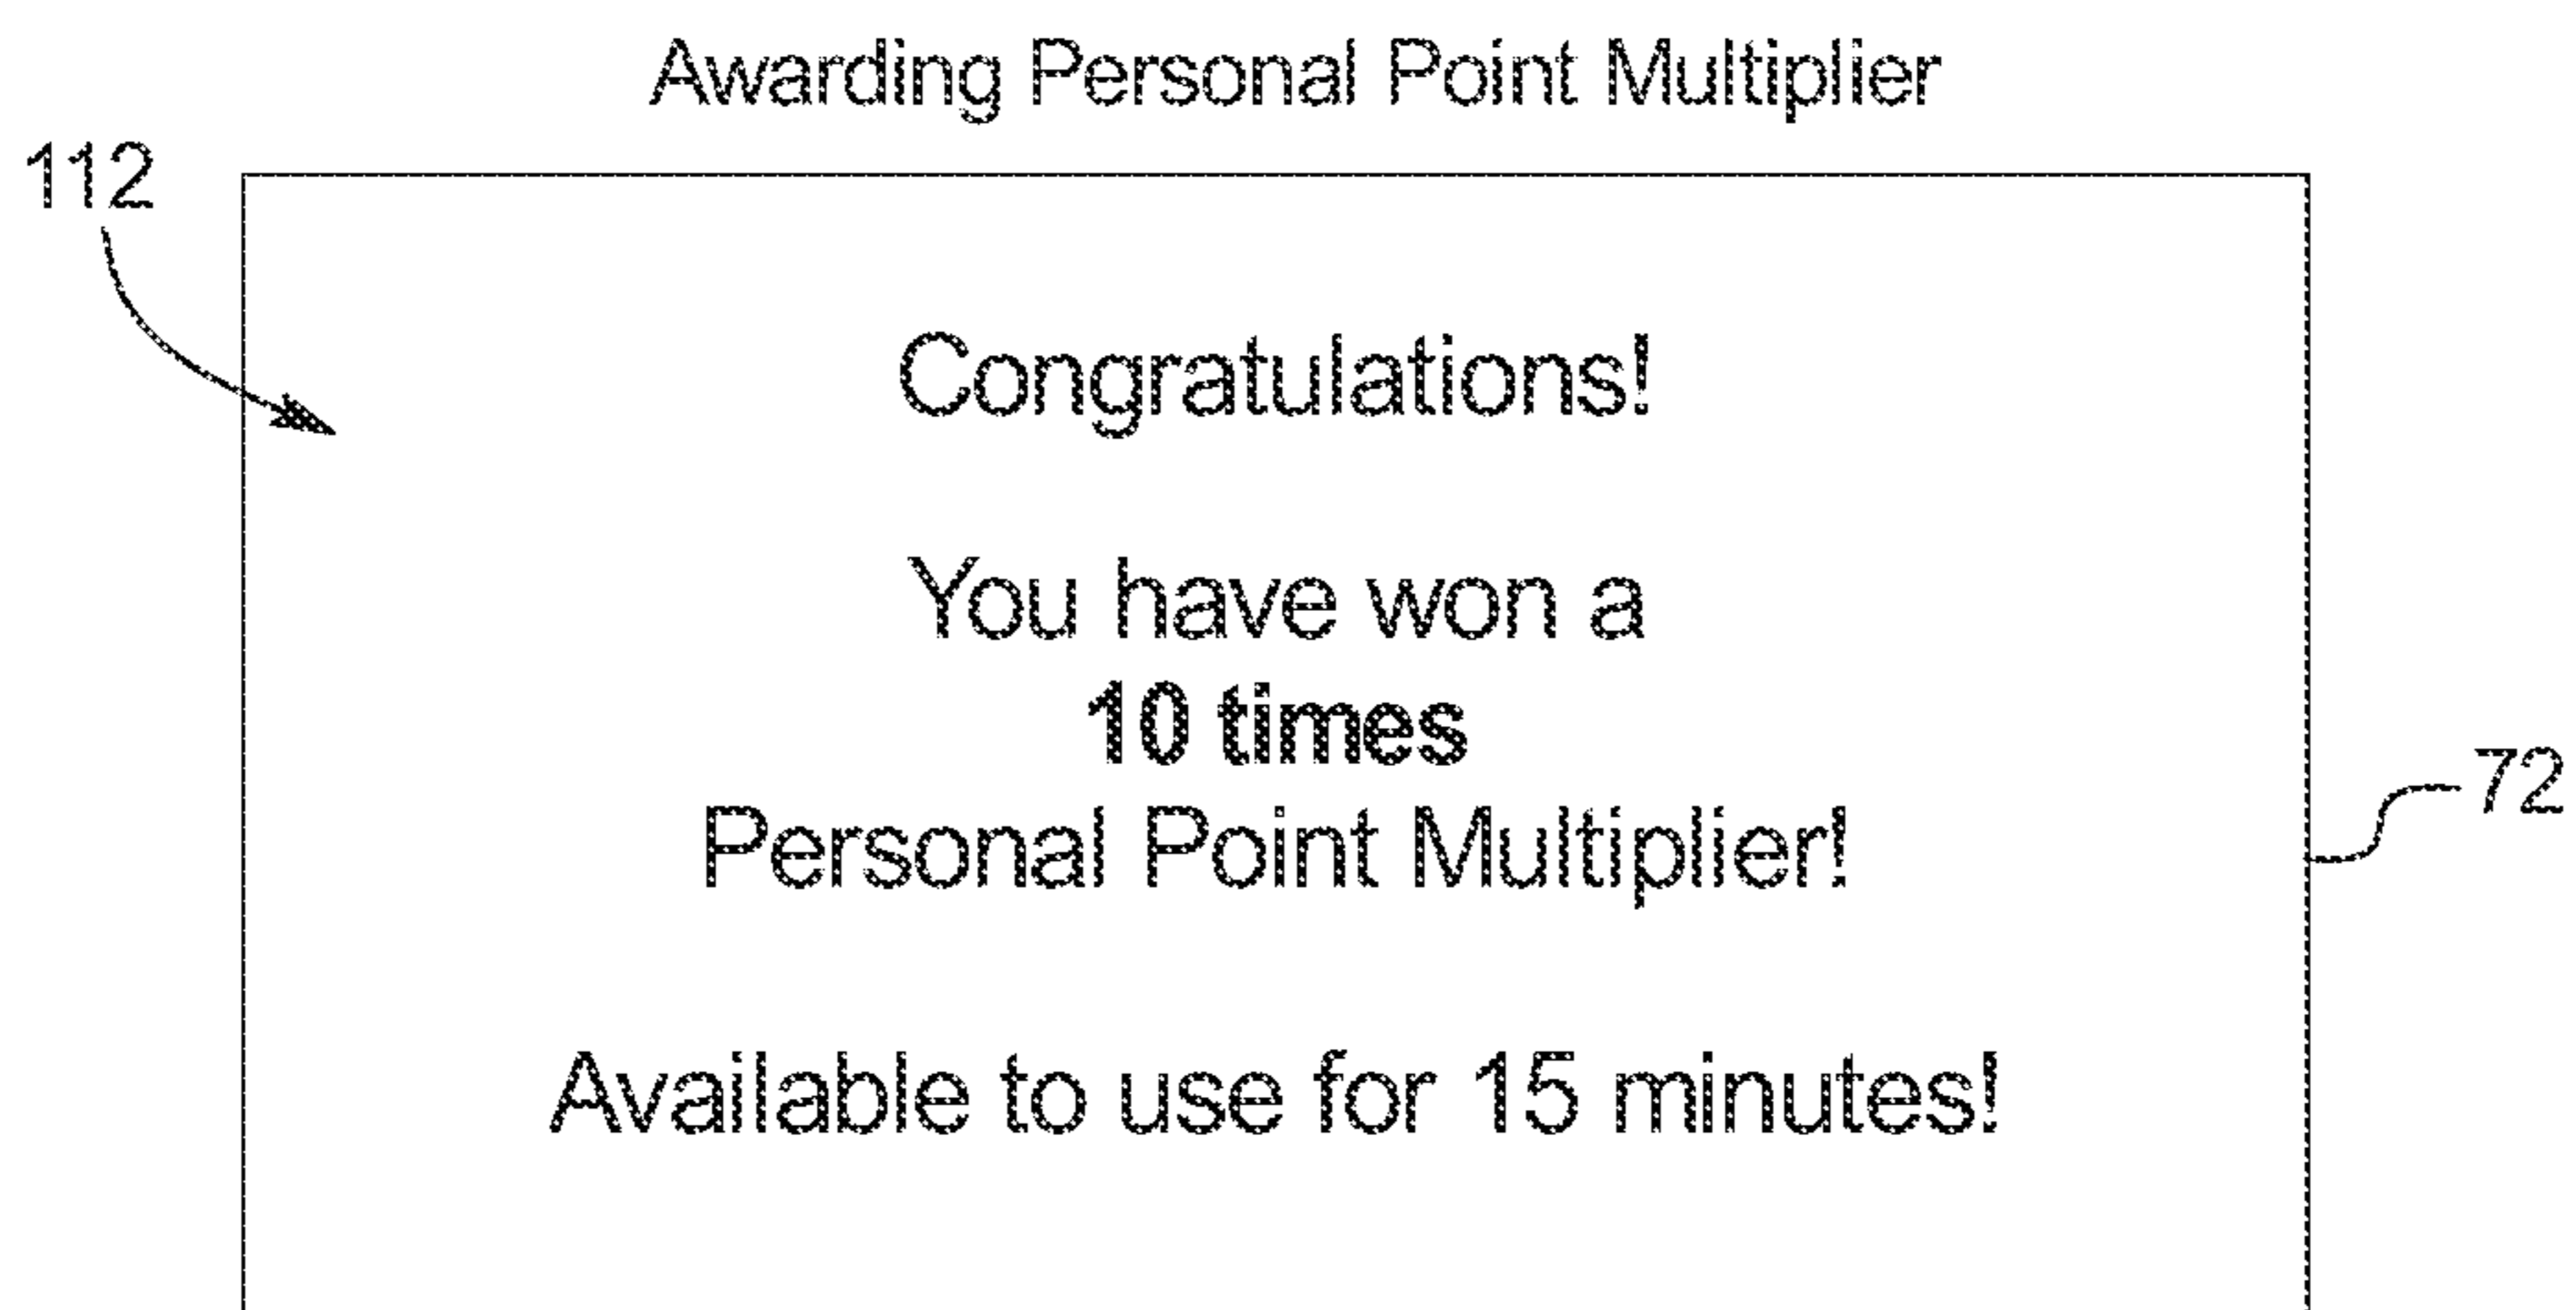 Awarding Personal Point Multiplier
112
Congratulations!
You have won a
10 times
Personal Point Multiplier!
72
Available to use for 15 minutes!